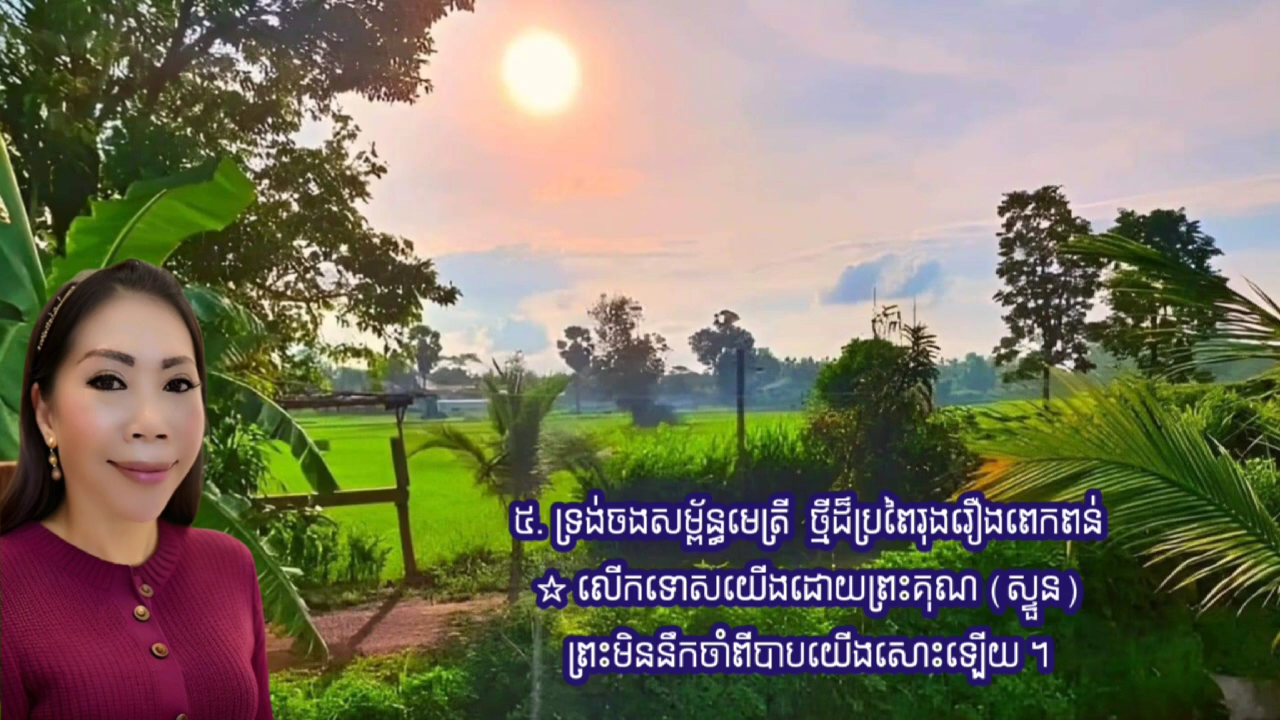 ៥. ទ្រង់ចងសម្ព័ន្ធមេត្រី ថ្មីដ៏ប្រពៃរុងរឿងពេកពន់
☆ លើកទោសយើងដោយព្រះគុណ ( ស្ទួន )
ព្រះមិននឹកចាំពីបាបយើងសោះឡើយ ។